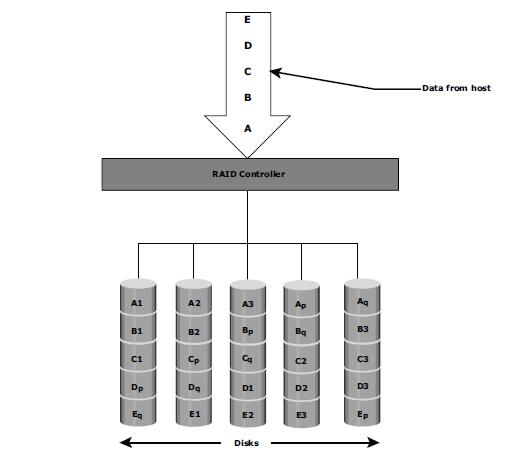 E
D
C
B
A
Data from host
RAID Controller
A1 A2 A3 Ap Aq
B1 B2 Bp Bq B3
C1 Cp Cq C2 C3
Dp Dq D1 D2 D3
Eq E1 E2 E3 Ep
Disks